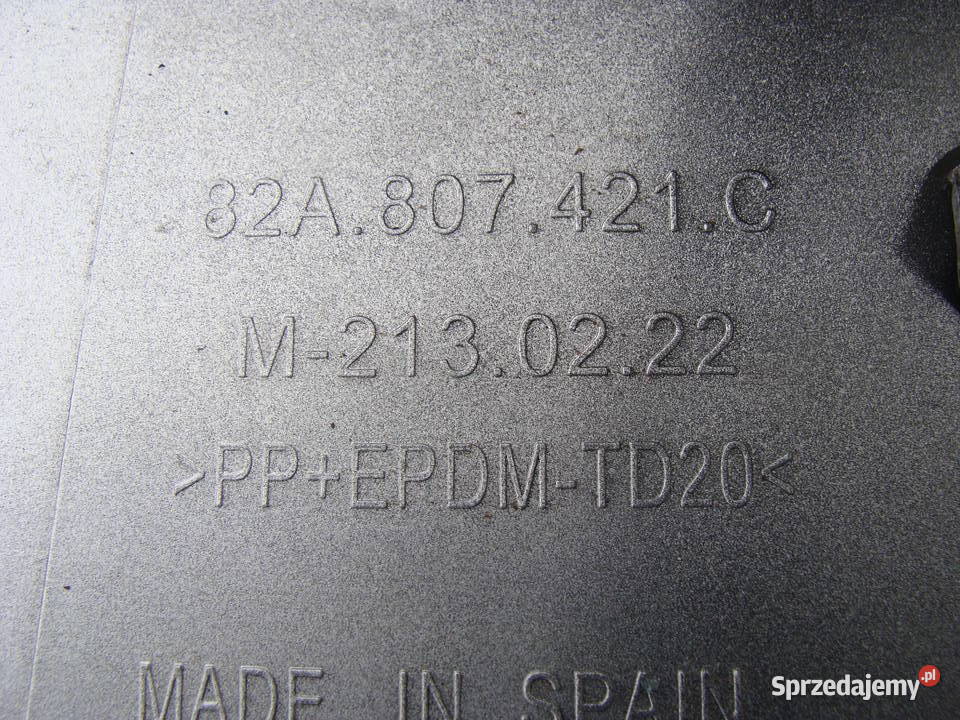 82A.807.421.C
M-213.02.22
>PP+EPDM-TD20<
MADE IN SPAIN
Sprzedajemy.pl